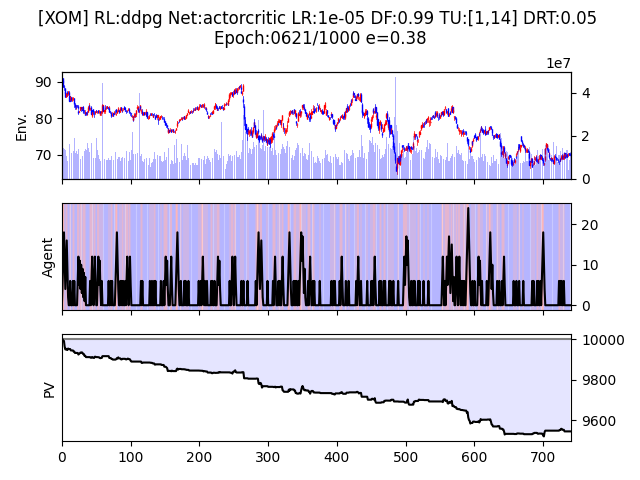 [XOM] RL:ddpg Net:actorcritic LR:1e-05 DF:0.99 TU:[1,14] DRT:0.05
Epoch:0621/1000 e=0.38
1e7
Env.
90
80
70
4
2
0
Agent
20
10
0
PV
10000
9800
9600
0 100 200 300 400 500 600 700